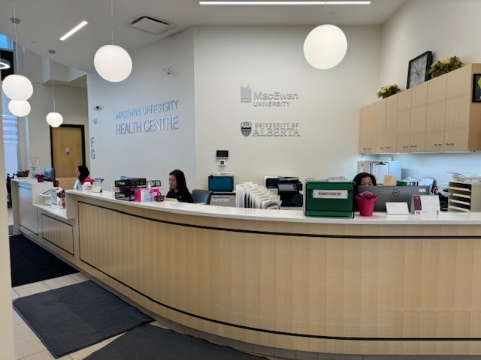 MACEWAN UNIVERSITY
HEALTH CENTRE
MacEwan
UNIVERSITY
UNIVERSITY OF
ALBERTA
F
G